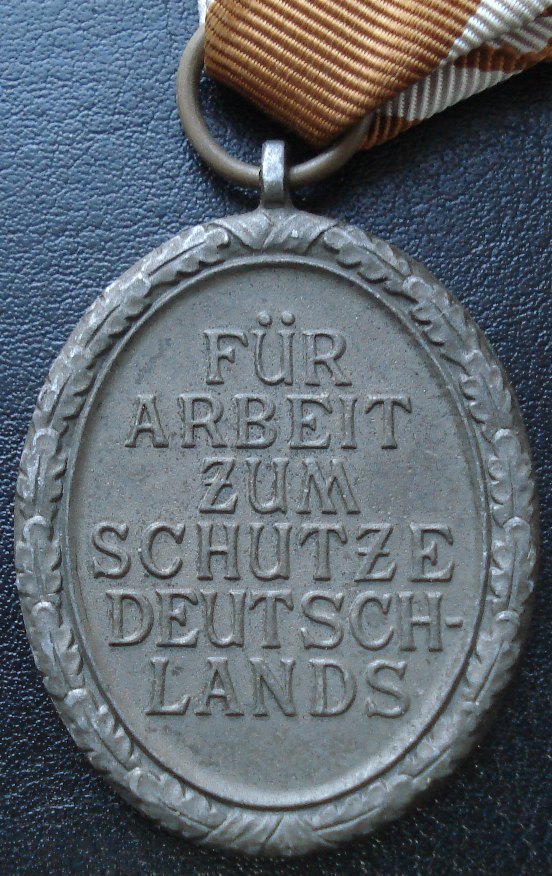 FÜR
ARBEIT
ZUM
SCHUTZE
DEUTSCH-
LANDS